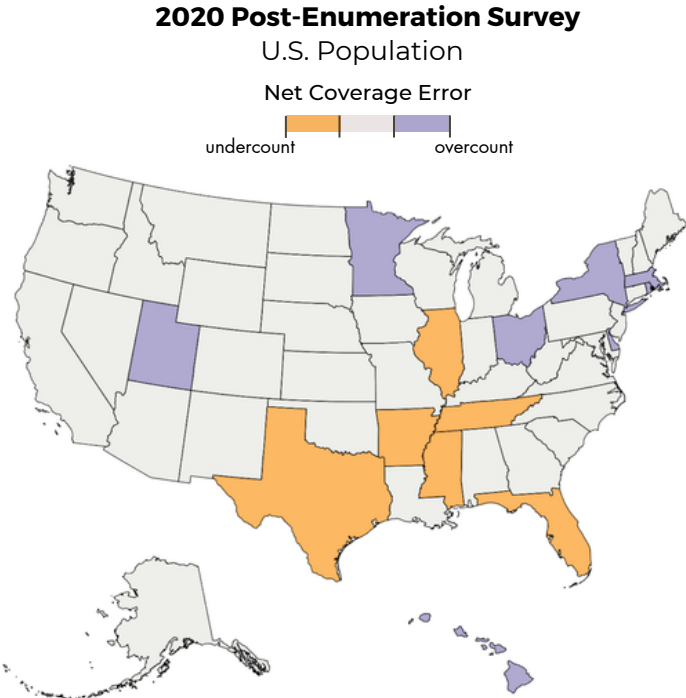 2020 Post-Enumeration Survey
U.S. Population
Net Coverage Error
undercount overcount